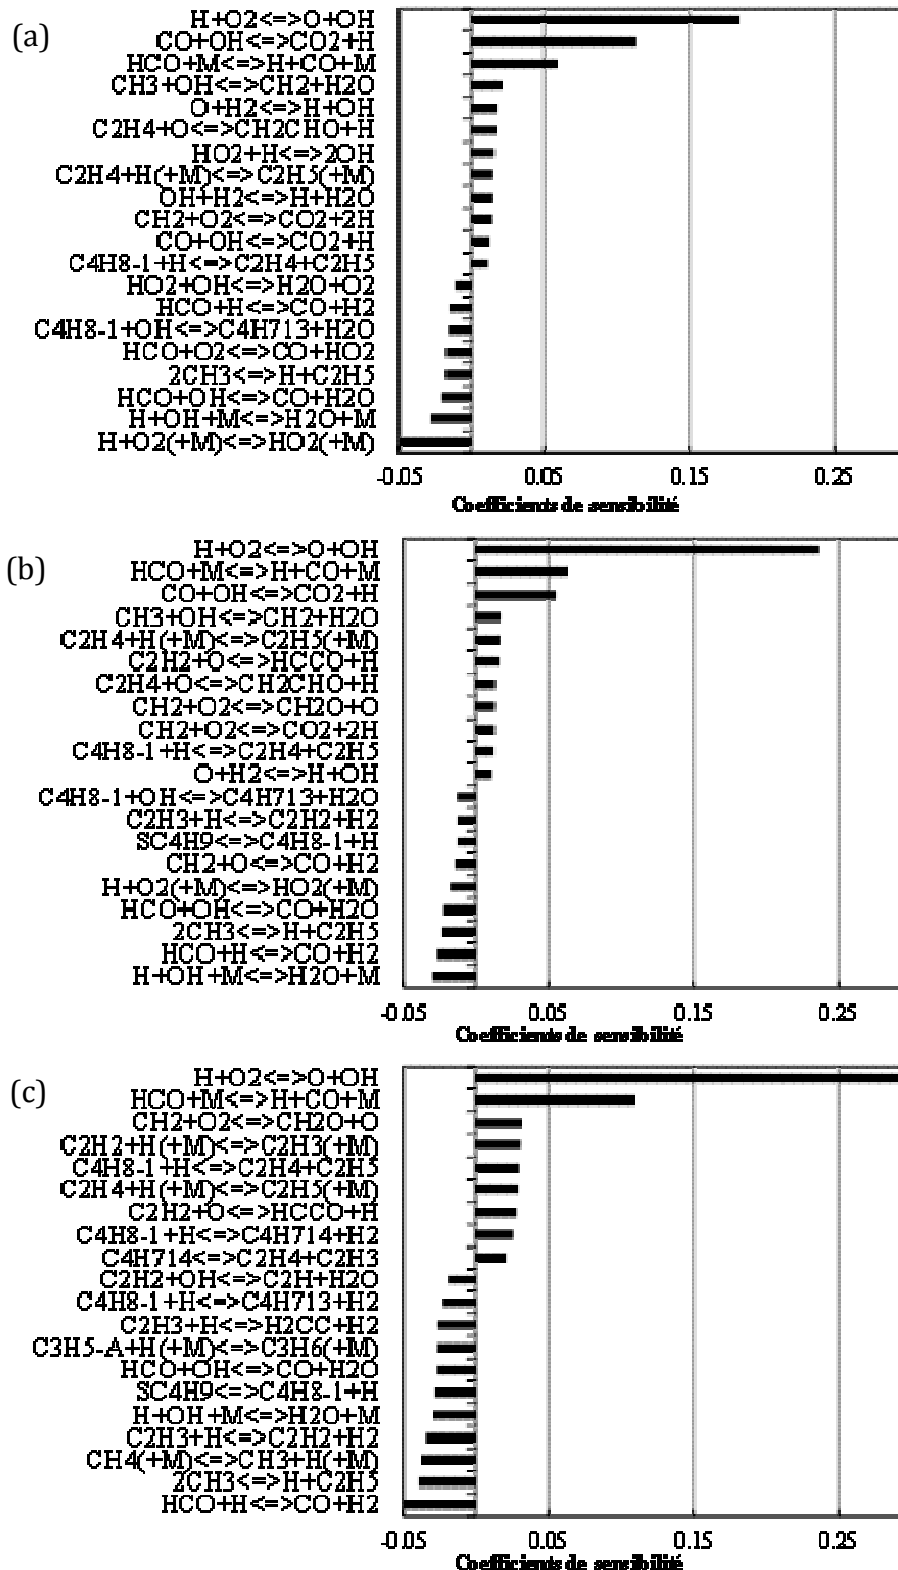 (a)
H+O2<=>O+OH
CO+OH<=>CO2+H
HCO+M<=>H+CO+M
CH3+OH<=>CH2+H2O
O+H2<=>H+OH
C2H4+O<=>CH2CHO+H
HO2+H<=>2OH
C2H4+H(+M)<=>C2H5(+M)
OH+H2<=>H+H2O
CH2+O2<=>CO2+2H
CO+OH<=>CO2+H
C4H8-1+H<=>C2H4+C2H5
HO2+OH<=>H2O+O2
HCO+H<=>CO+H2
C4H8-1+OH<=>C4H713+H2O
HCO+O2<=>CO+HO2
2CH3<=>H+C2H5
HCO+OH<=>CO+H2O
H+OH+M<=>H2O+M
H+O2(+M)<=>HO2(+M)
-0.05 0.05 0.15 0.25
Coefficients de sensibilité
(b)
H+O2<=>O+OH
HCO+M<=>H+CO+M
CO+OH<=>CO2+H
CH3+OH<=>CH2+H2O
C2H4+H(+M)<=>C2H5(+M)
C2H2+O<=>HCCO+H
C2H4+O<=>CH2CHO+H
CH2+O2<=>CH2O+O
CH2+O2<=>CO2+2H
C4H8-1+H<=>C2H4+C2H5
O+H2<=>H+OH
C4H8-1+OH<=>C4H713+H2O
C2H3+H<=>C2H2+H2
SC4H9<=>C4H8-1+H
CH2+O<=>CO+H2
H+O2(+M)<=>HO2(+M)
HCO+OH<=>CO+H2O
2CH3<=>H+C2H5
HCO+H<=>CO+H2
H+OH+M<=>H2O+M
-0.05 0.05 0.15 0.25
Coefficients de sensibilité
(c)
H+O2<=>O+OH
HCO+M<=>H+CO+M
CH2+O2<=>CH2O+O
C2H2+H(+M)<=>C2H3(+M)
C4H8-1+H<=>C2H4+C2H5
C2H4+H(+M)<=>C2H5(+M)
C2H2+O<=>HCCO+H
C4H8-1+H<=>C4H714+H2
C4H714<=>C2H4+C2H3
C2H2+OH<=>C2H+H2O
C4H8-1+H<=>C4H713+H2
C2H3+H<=>H2CC+H2
C3H5-A+H(+M)<=>C3H6(+M)
HCO+OH<=>CO+H2O
SC4H9<=>C4H8-1+H
H+OH+M<=>H2O+M
C2H3+H<=>C2H2+H2
CH4(+M)<=>CH3+H(+M)
2CH3<=>H+C2H5
HCO+H<=>CO+H2
-0.05 0.05 0.15 0.25
Coefficients de sensibilité